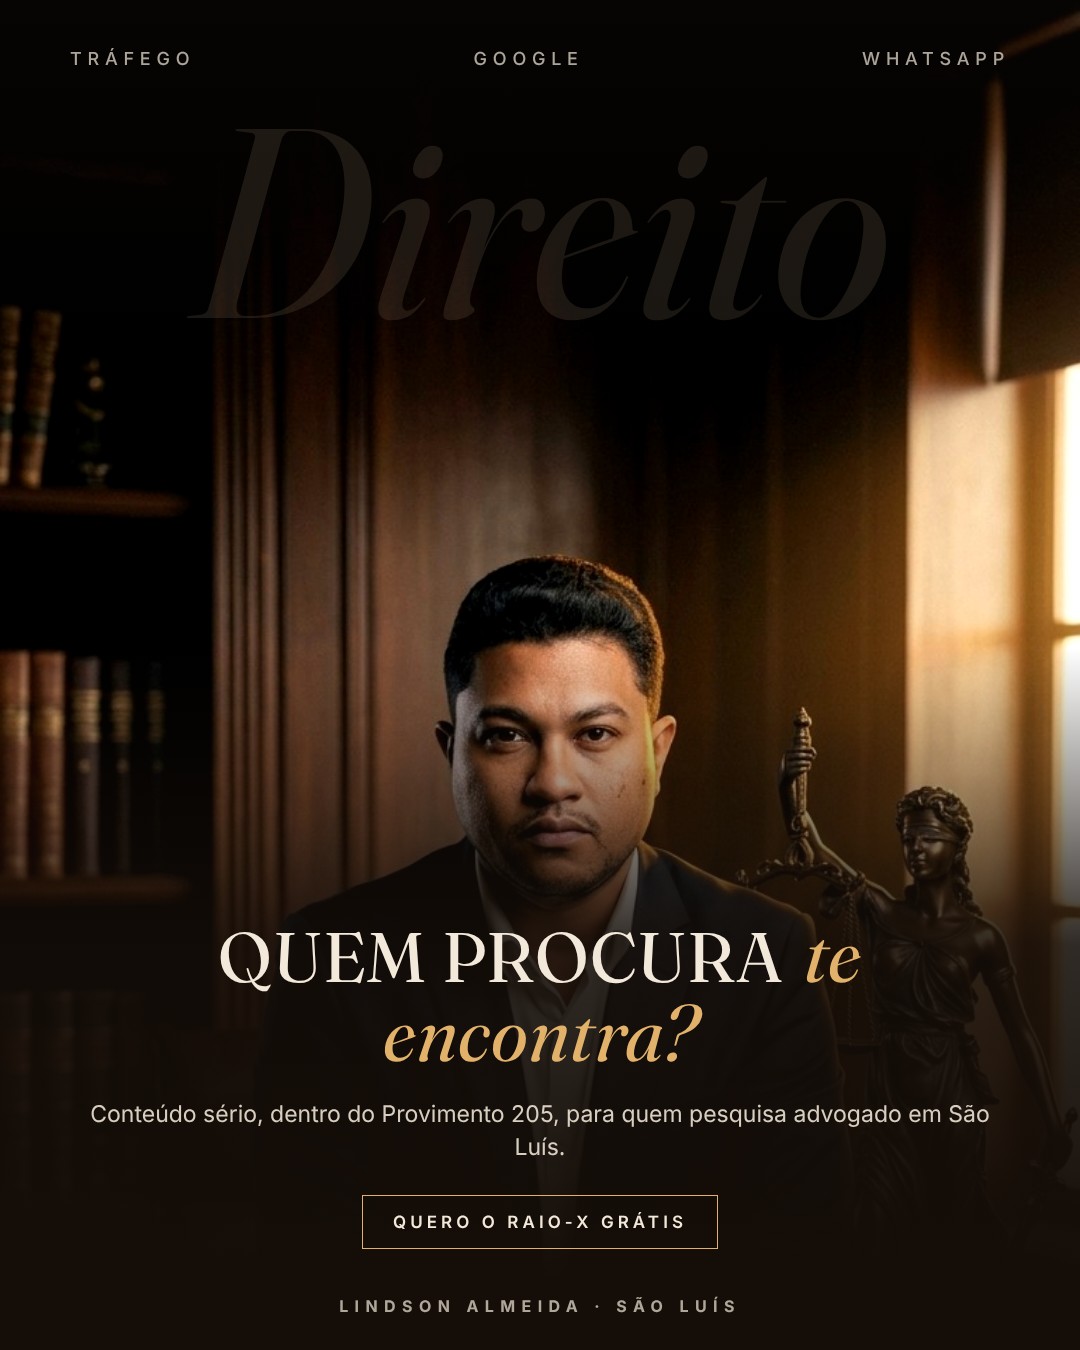 TRÁFEGO GOOGLE WHATSAPP
Direito
QUEM PROCURA te
encontra?
Conteúdo sério, dentro do Provimento 205, para quem pesquisa advogado em São
Luís.
QUERO O RAIO-X GRÁTIS
LINDSON ALMEIDA · SÃO LUÍS